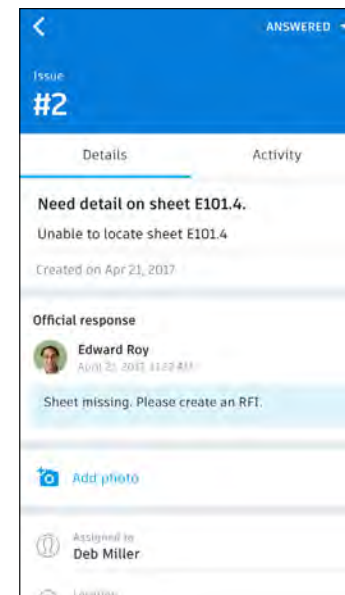 ANSWERED
Issue
#2
Details
Activity
Need detail on sheet E101.4.
Unable to locate sheet E101.4
Created on Apr 21, 2017
Official response
Edward Roy
Sheet missing. Please create an RFI.
Add photo
Assigned to
Deb Miller